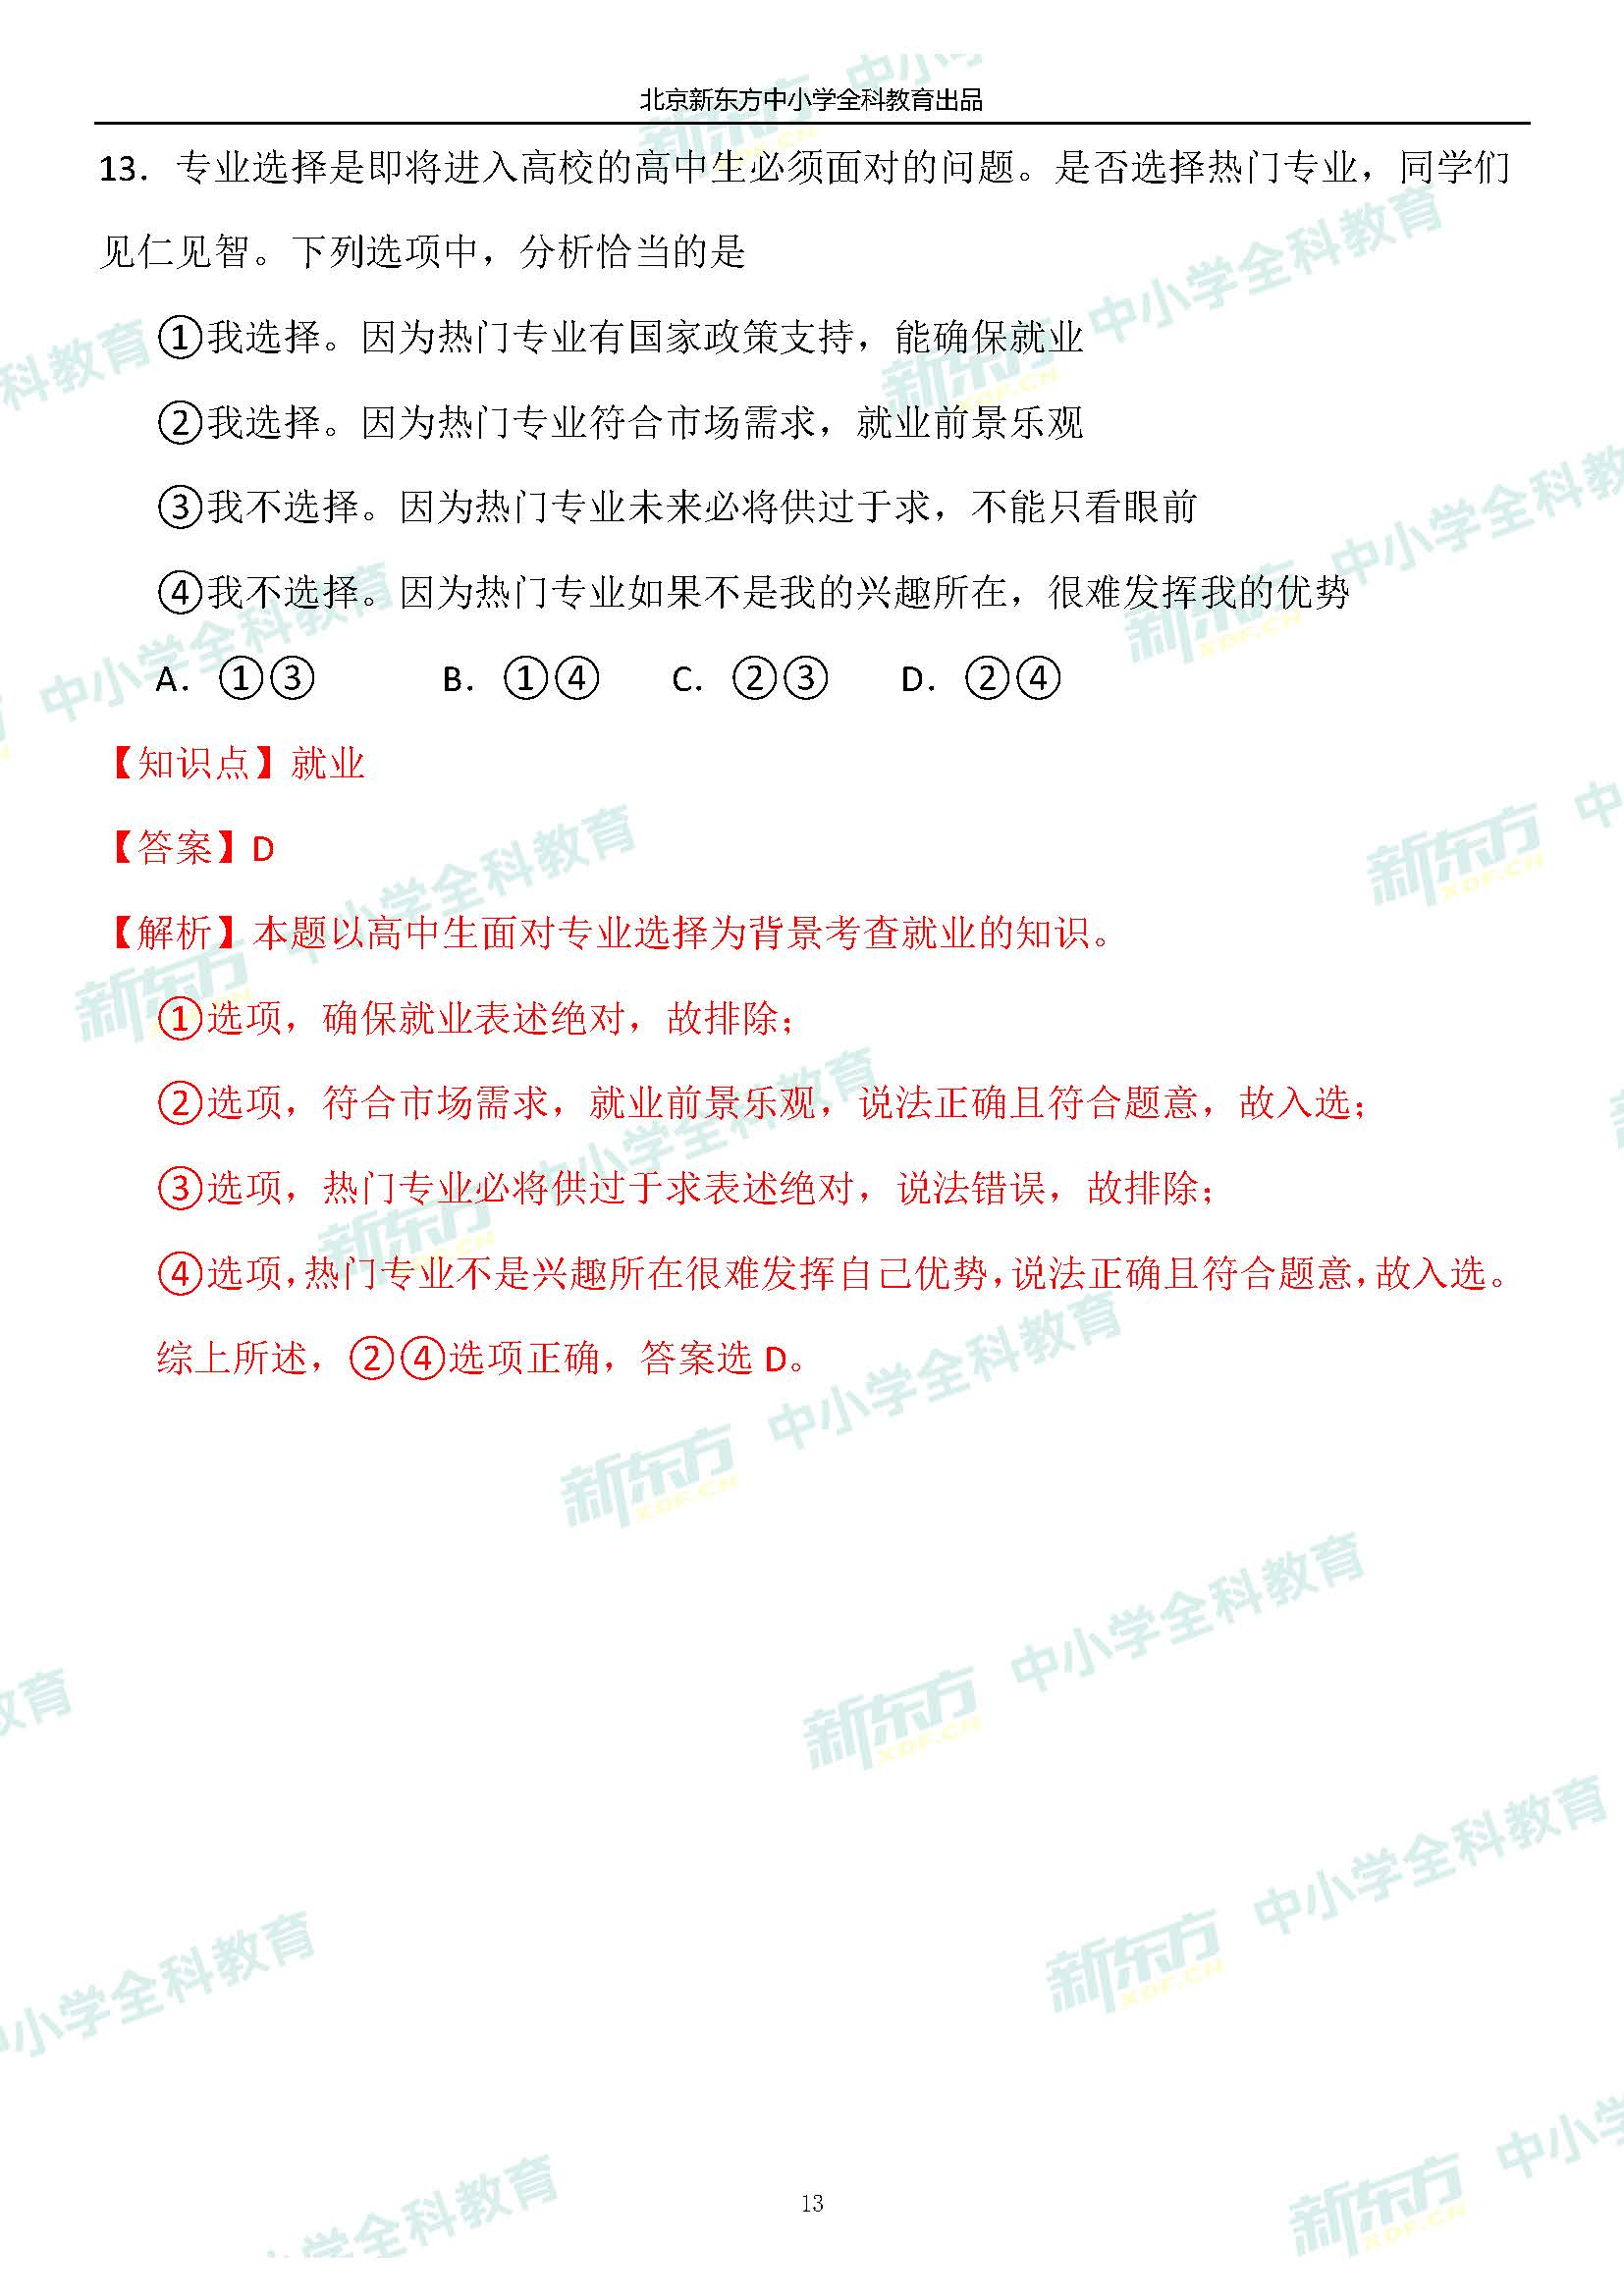 北京新东方中小学全科教育出品
13．专业选择是即将进入高校的高中生必须面对的问题。是否选择热门专业，同学们
见仁见智。下列选项中，分析恰当的是
①我选择。因为热门专业有国家政策支持，能确保就业
②我选择。因为热门专业符合市场需求，就业前景乐观
③我不选择。因为热门专业未来必将供过于求，不能只看眼前
④我不选择。因为热门专业如果不是我的兴趣所在，很难发挥我的优势
A．①③ B．①④ C．②③ D．②④
【知识点】就业
【答案】D
【解析】本题以高中生面对专业选择为背景考查就业的知识。
①选项，确保就业表述绝对，故排除；
②选项，符合市场需求，就业前景乐观，说法正确且符合题意，故入选；
③选项，热门专业必将供过于求表述绝对，说法错误，故排除；
④选项，热门专业不是兴趣所在很难发挥自己优势，说法正确且符合题意，故入选。
综上所述，②④选项正确，答案选 D。
新东方 XDF.CN 中小学全科教育
13